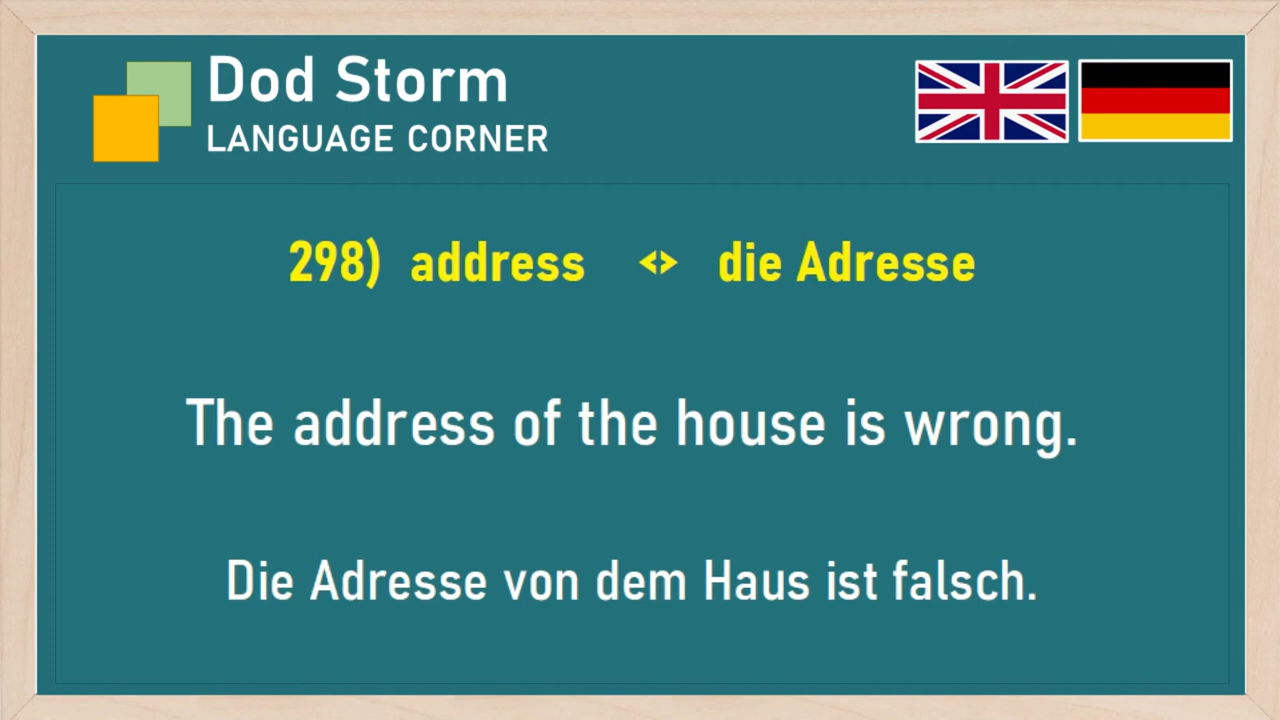 Dod Storm
LANGUAGE CORNER
298) address <> die Adresse
The address of the house is wrong.
Die Adresse von dem Haus ist falsch.